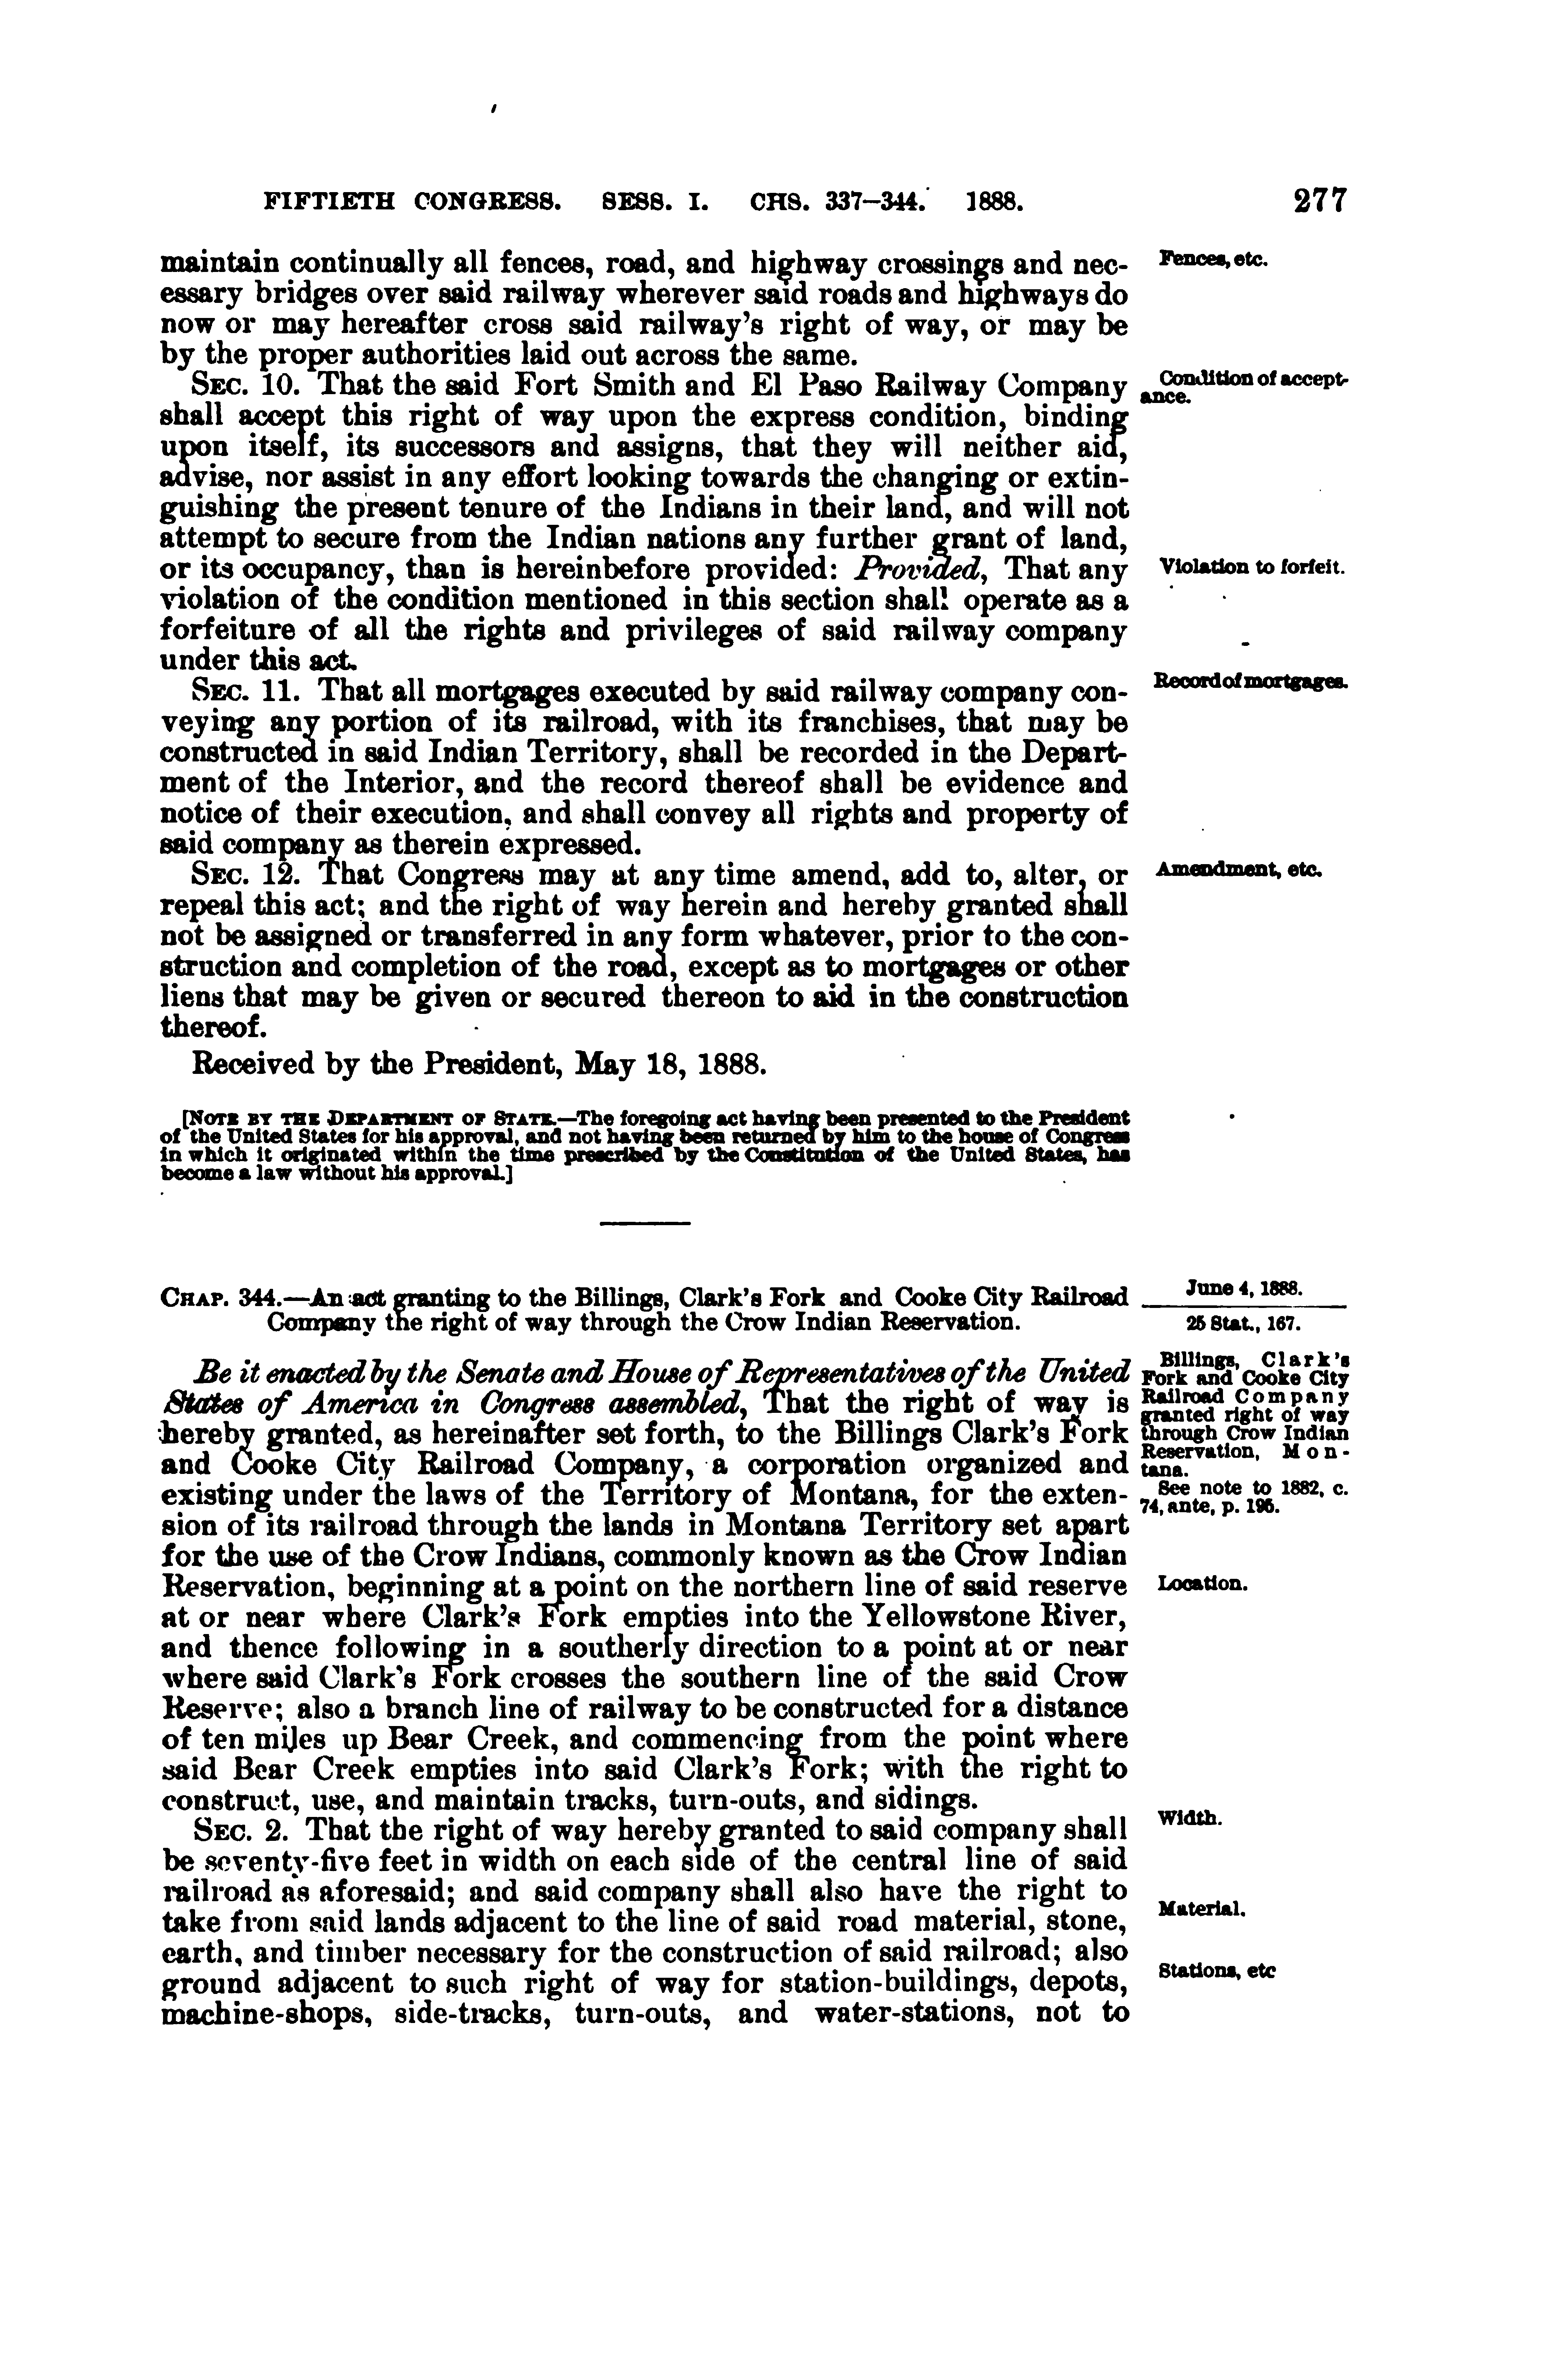 FIFTIETH CONGRESS. SESS. I. CHS. 337–344. 1888. 277
maintain continually all fences, road, and highway crossings and nec-
essary bridges over said railway wherever said roads and highways do
now or may hereafter cross said railway's right of way, or may be
by the proper authorities laid out across the same.
Fences, etc.
SEC. 10. That the said Fort Smith and El Paso Railway Company
shall accept this right of way upon the express condition, binding
upon itself, its successors and assigns, that they will neither aid,
advise, nor assist in any effort looking towards the changing or extin-
guishing the present tenure of the Indians in their land, and will not
attempt to secure from the Indian nations any further grant of land,
or its occupancy, than is hereinbefore provided: Provided, That any
violation of the condition mentioned in this section shall operate as a
forfeiture of all the rights and privileges of said railway company
under this act.
Condition of accept-
ance.
Violation to forfeit.
SEC. 11. That all mortgages executed by said railway company con-
veying any portion of its railroad, with its franchises, that may be
constructed in said Indian Territory, shall be recorded in the Depart-
ment of the Interior, and the record thereof shall be evidence and
notice of their execution, and shall convey all rights and property of
said company as therein expressed.
Record of mortgages.
SEC. 12. That Congress may at any time amend, add to, alter, or
repeal this act; and the right of way herein and hereby granted shall
not be assigned or transferred in any form whatever, prior to the con-
struction and completion of the road, except as to mortgages or other
liens that may be given or secured thereon to aid in the construction
thereof.
Amendment, etc.
Received by the President, May 18, 1888.
[NOTE BY THE DEPARTMENT OF STATE.—The foregoing act having been presented to the President
of the United States for his approval, and not having been returned by him to the house of Congress
in which it originated within the time prescribed by the Constitution of the United States, has
become a law without his approval.]
CHAP. 344.—An act granting to the Billings, Clark's Fork and Cooke City Railroad
Company the right of way through the Crow Indian Reservation.
June 4, 1888.
25 Stat., 167.
Be it enacted by the Senate and House of Representatives of the United
States of America in Congress assembled, That the right of way is
hereby granted, as hereinafter set forth, to the Billings Clark's Fork
and Cooke City Railroad Company, a corporation organized and
existing under the laws of the Territory of Montana, for the exten-
sion of its railroad through the lands in Montana Territory set apart
for the use of the Crow Indians, commonly known as the Crow Indian
Reservation, beginning at a point on the northern line of said reserve
at or near where Clark's Fork empties into the Yellowstone River,
and thence following in a southerly direction to a point at or near
where said Clark's Fork crosses the southern line of the said Crow
Reserve; also a branch line of railway to be constructed for a distance
of ten miles up Bear Creek, and commencing from the point where
said Bear Creek empties into said Clark's Fork; with the right to
construct, use, and maintain tracks, turn-outs, and sidings.
Billings, Clark's
Fork and Cooke City
Railroad Company
granted right of way
through Crow Indian
Reservation, Mon-
tana.
See note to 1882, c.
74, ante, p. 195.
Location.
SEC. 2. That the right of way hereby granted to said company shall
be seventy-five feet in width on each side of the central line of said
railroad as aforesaid; and said company shall also have the right to
take from said lands adjacent to the line of said road material, stone,
earth, and timber necessary for the construction of said railroad; also
ground adjacent to such right of way for station-buildings, depots,
machine-shops, side-tracks, turn-outs, and water-stations, not to
Width.
Material.
Stations, etc